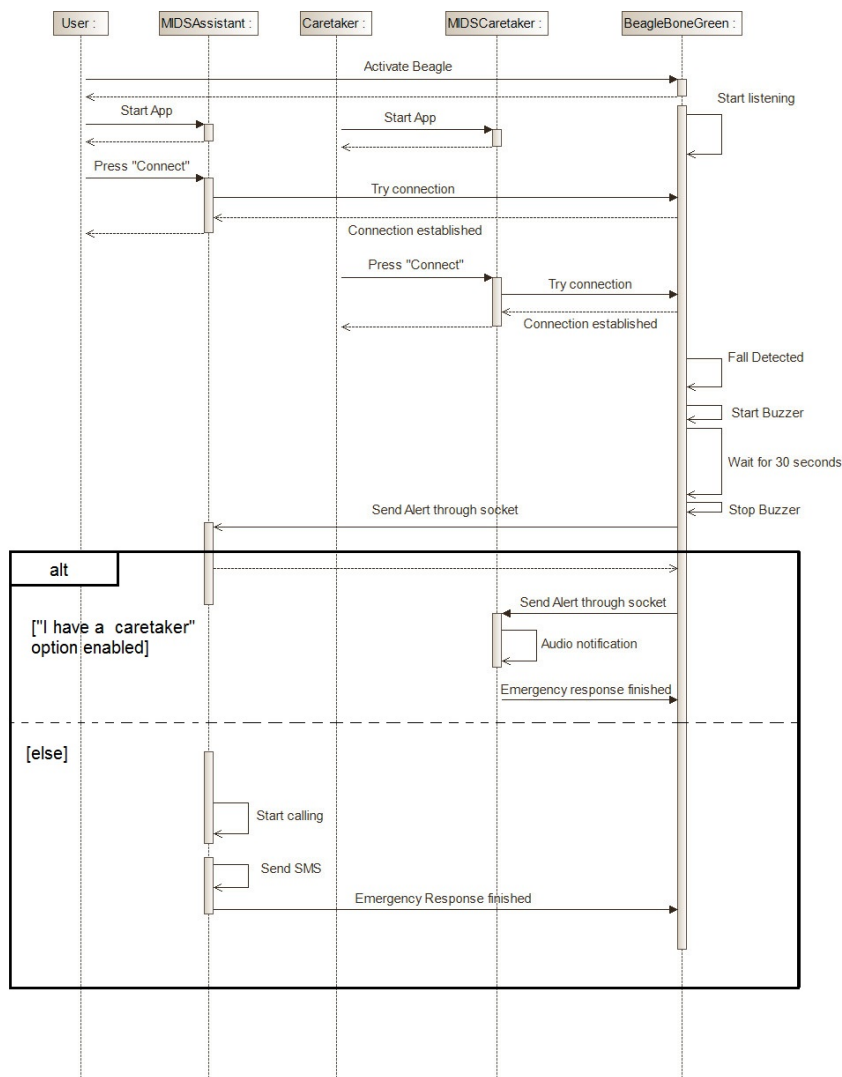 User :
MIDSAssistant :
Caretaker :
MIDSCaretaker :
BeagleBoneGreen :
Activate Beagle
Start listening
Start App
Start App
Press "Connect"
Try connection
Connection established
Press "Connect"
Try connection
Connection established
Fall Detected
Start Buzzer
Wait for 30 seconds
Stop Buzzer
Send Alert through socket
alt
["I have a caretaker"
option enabled]
Send Alert through socket
Audio notification
Emergency response finished
[else]
Start calling
Send SMS
Emergency Response finished